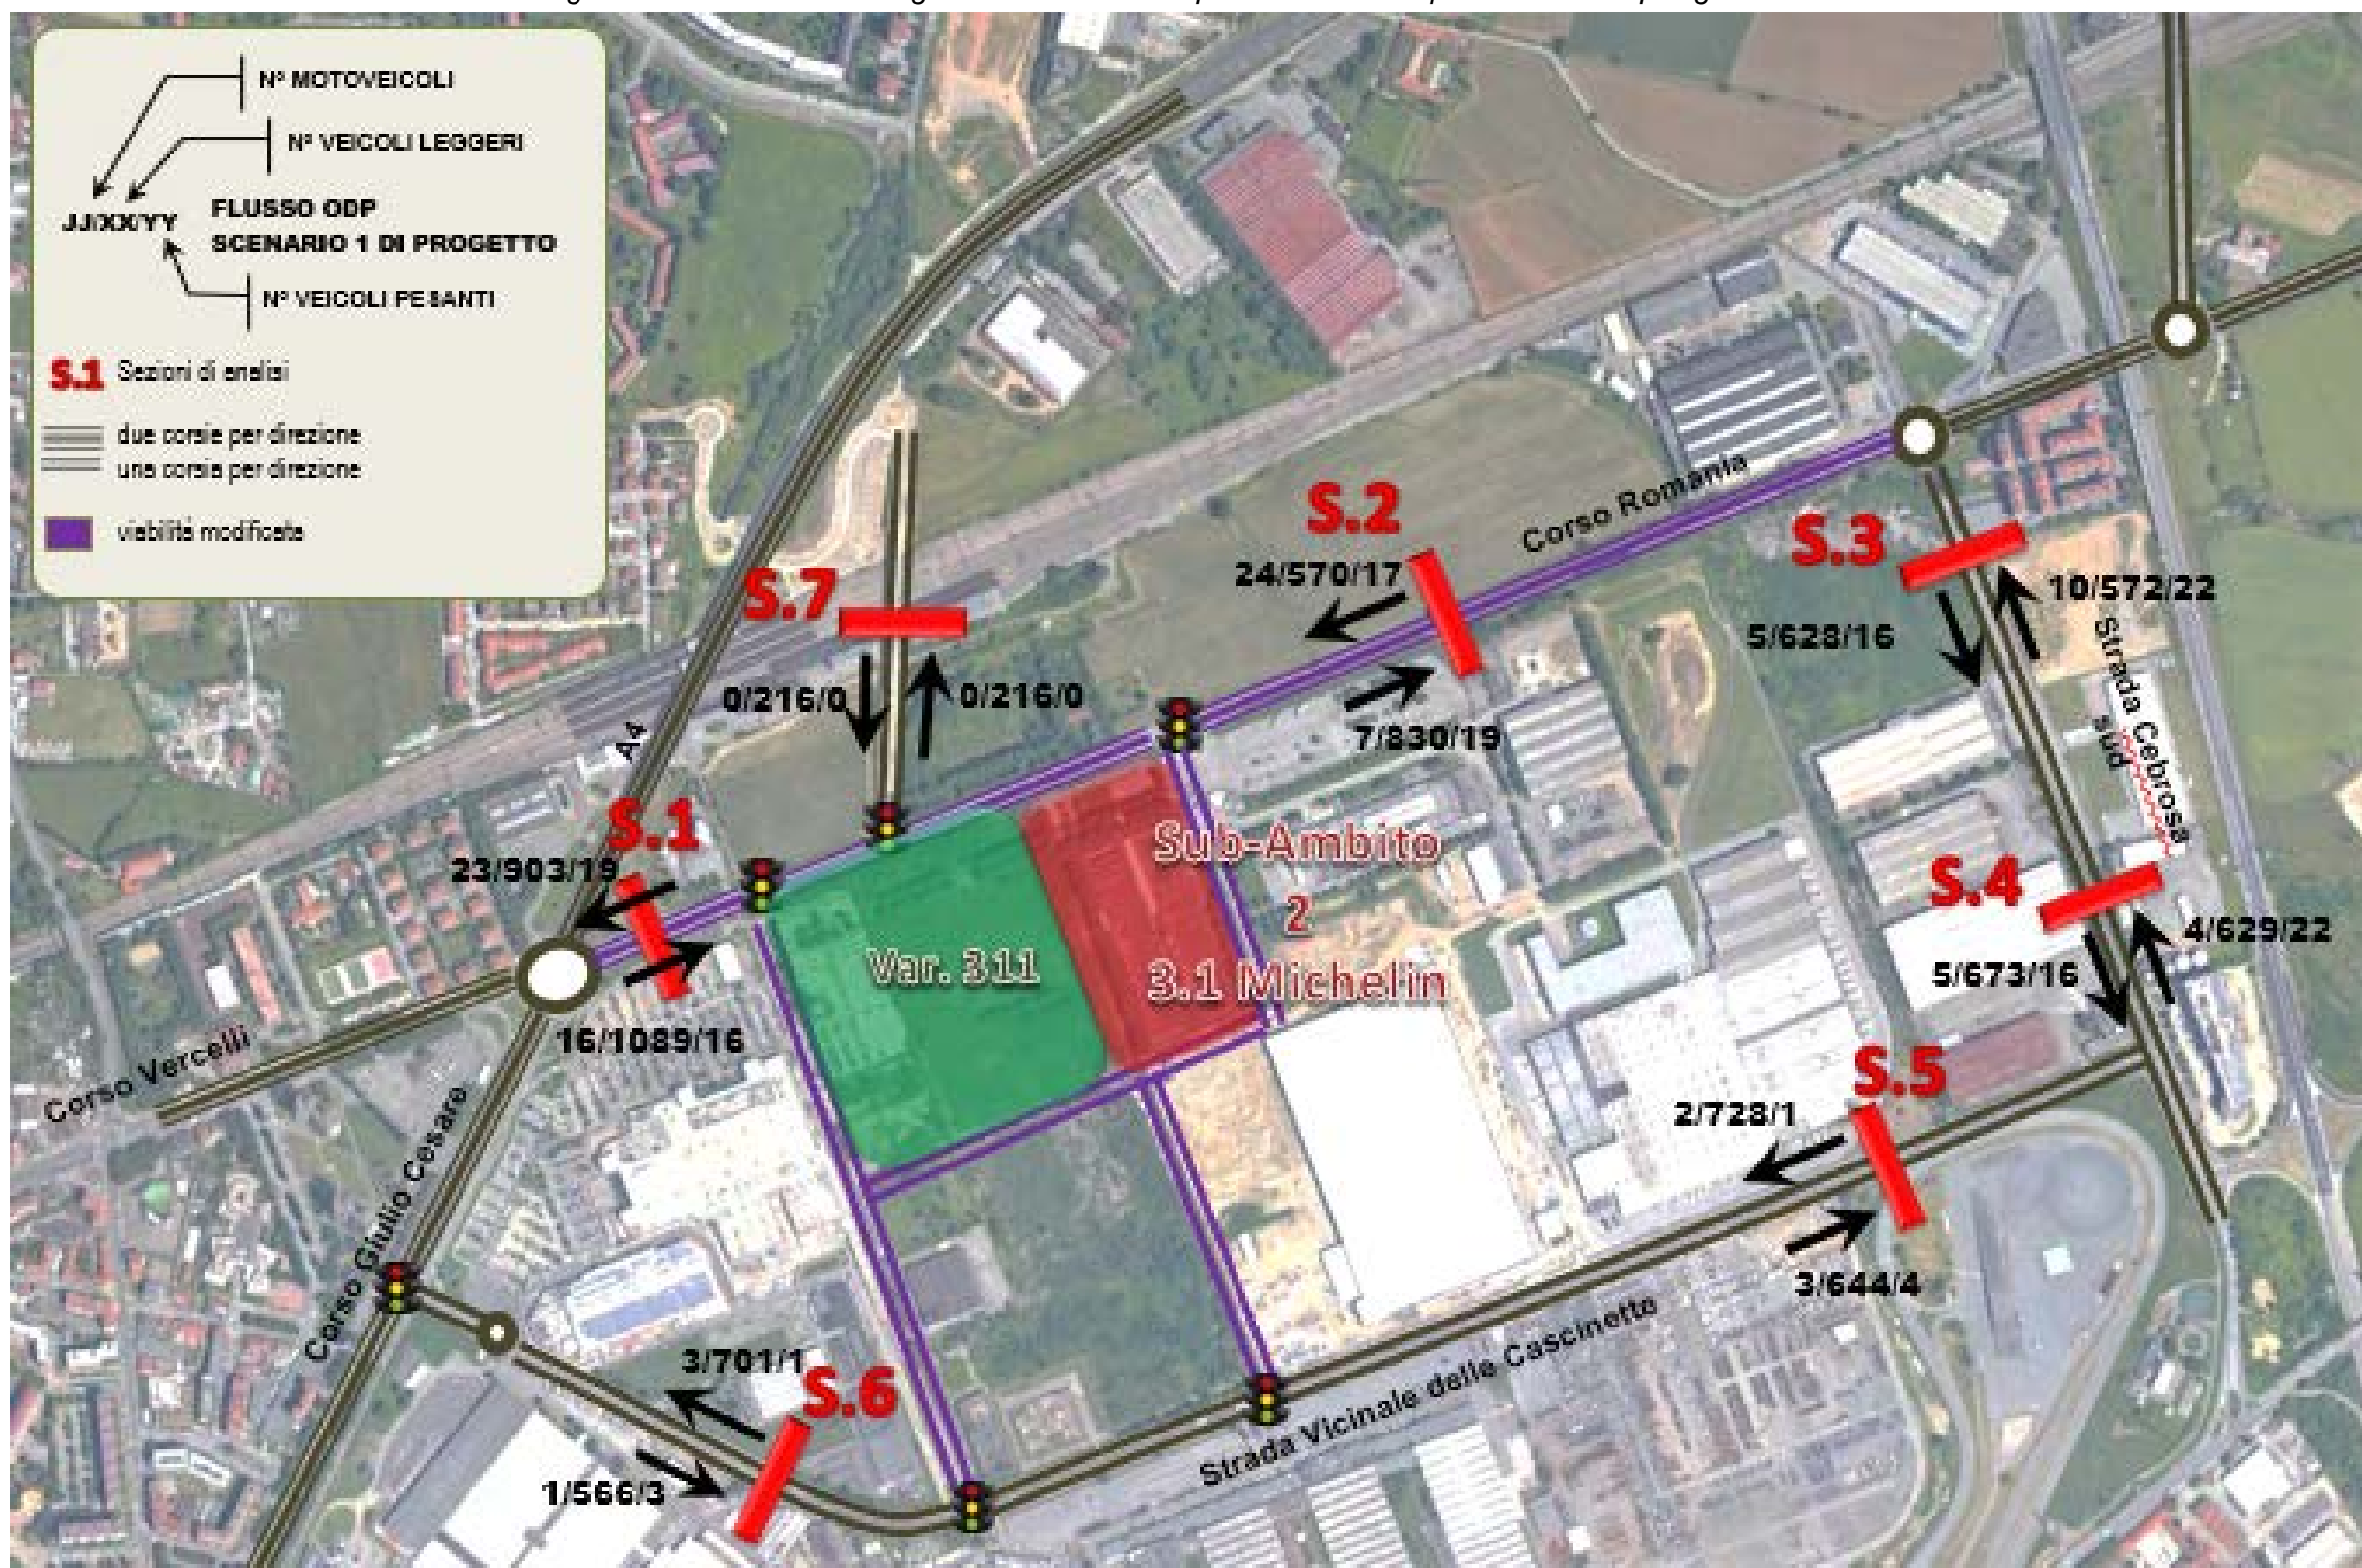 Nº MOTOVEICOLI
Nº VEICOLI LEGGERI
JJ/XX/YY
FLUSSO ODP
SCENARIO 1 DI PROGETTO
Nº VEICOLI PESANTI
S.1 Sezioni di analisi
due corsie per direzione
una corsia per direzione
viabilità modificata
S.2
24/570/17
Corso Romania
7/830/19
S.3
10/572/22
5/628/16
Strada Cebrosa
sud
S.7
0/216/0
0/216/0
A4
S.1
23/903/19
16/1089/16
Sub-Ambito
2
3.1 Michelin
Var. 311
S.4
4/629/22
5/673/16
Corso Vercelli
Corso Giulio Cesare
S.5
2/728/1
3/644/4
Strada Vicinale delle Cascinette
3/701/1
S.6
1/566/3